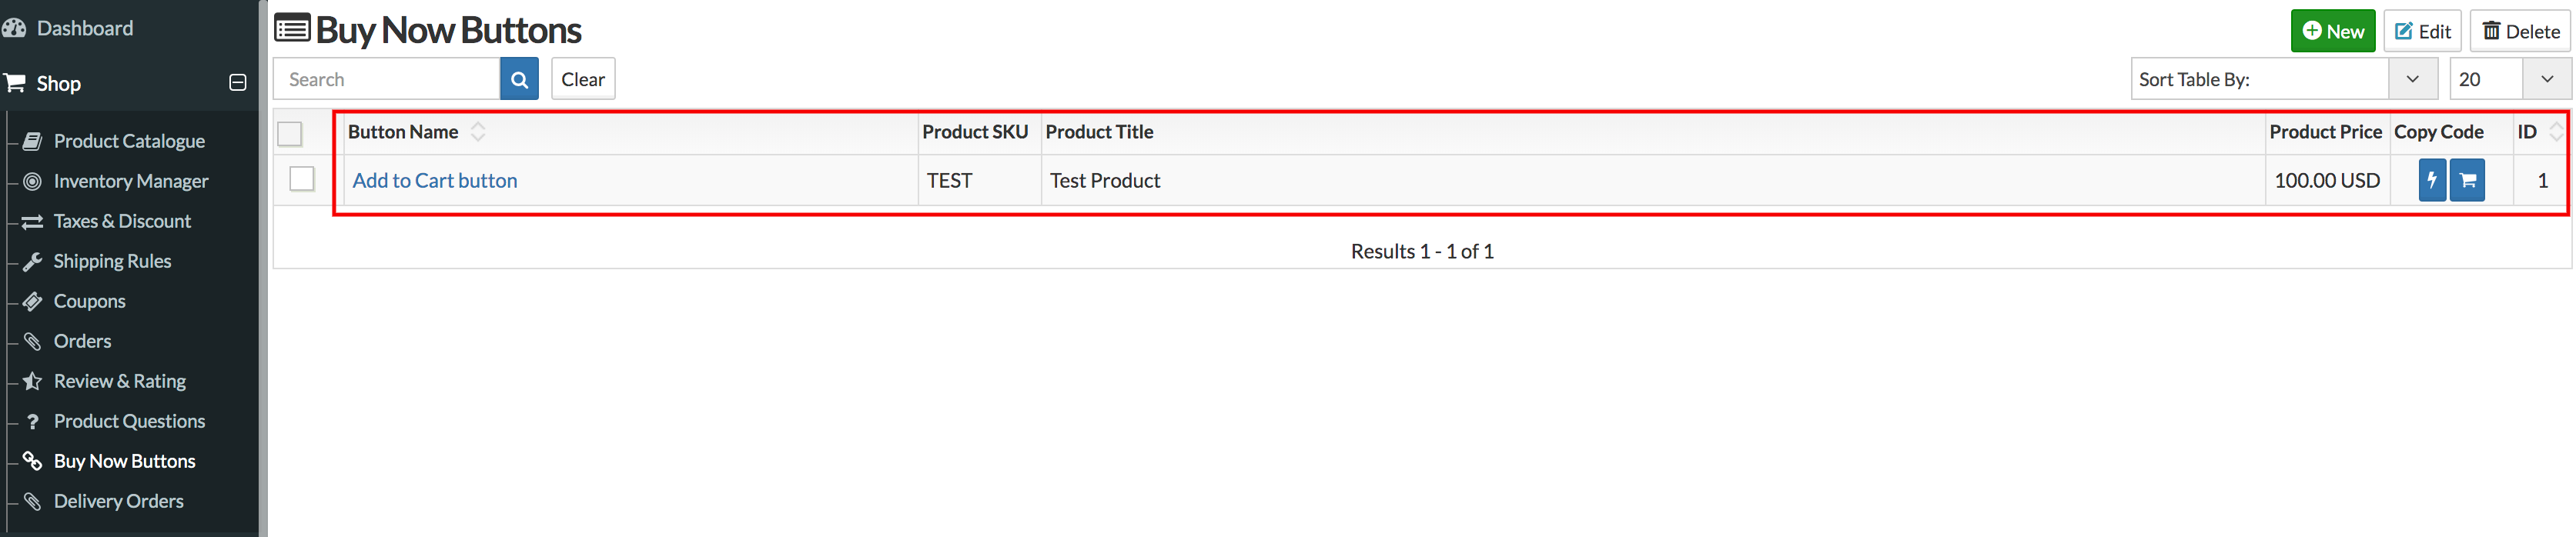 Dashboard
Shop
Product Catalogue
Inventory Manager
Taxes & Discount
Shipping Rules
Coupons
Orders
Review & Rating
Product Questions
Buy Now Buttons
Delivery Orders
Buy Now Buttons
New Edit Delete
Search Clear Sort Table By: 20
Button Name Product SKU Product Title Product Price Copy Code ID
Add to Cart button TEST Test Product 100.00 USD 1
Results 1 - 1 of 1